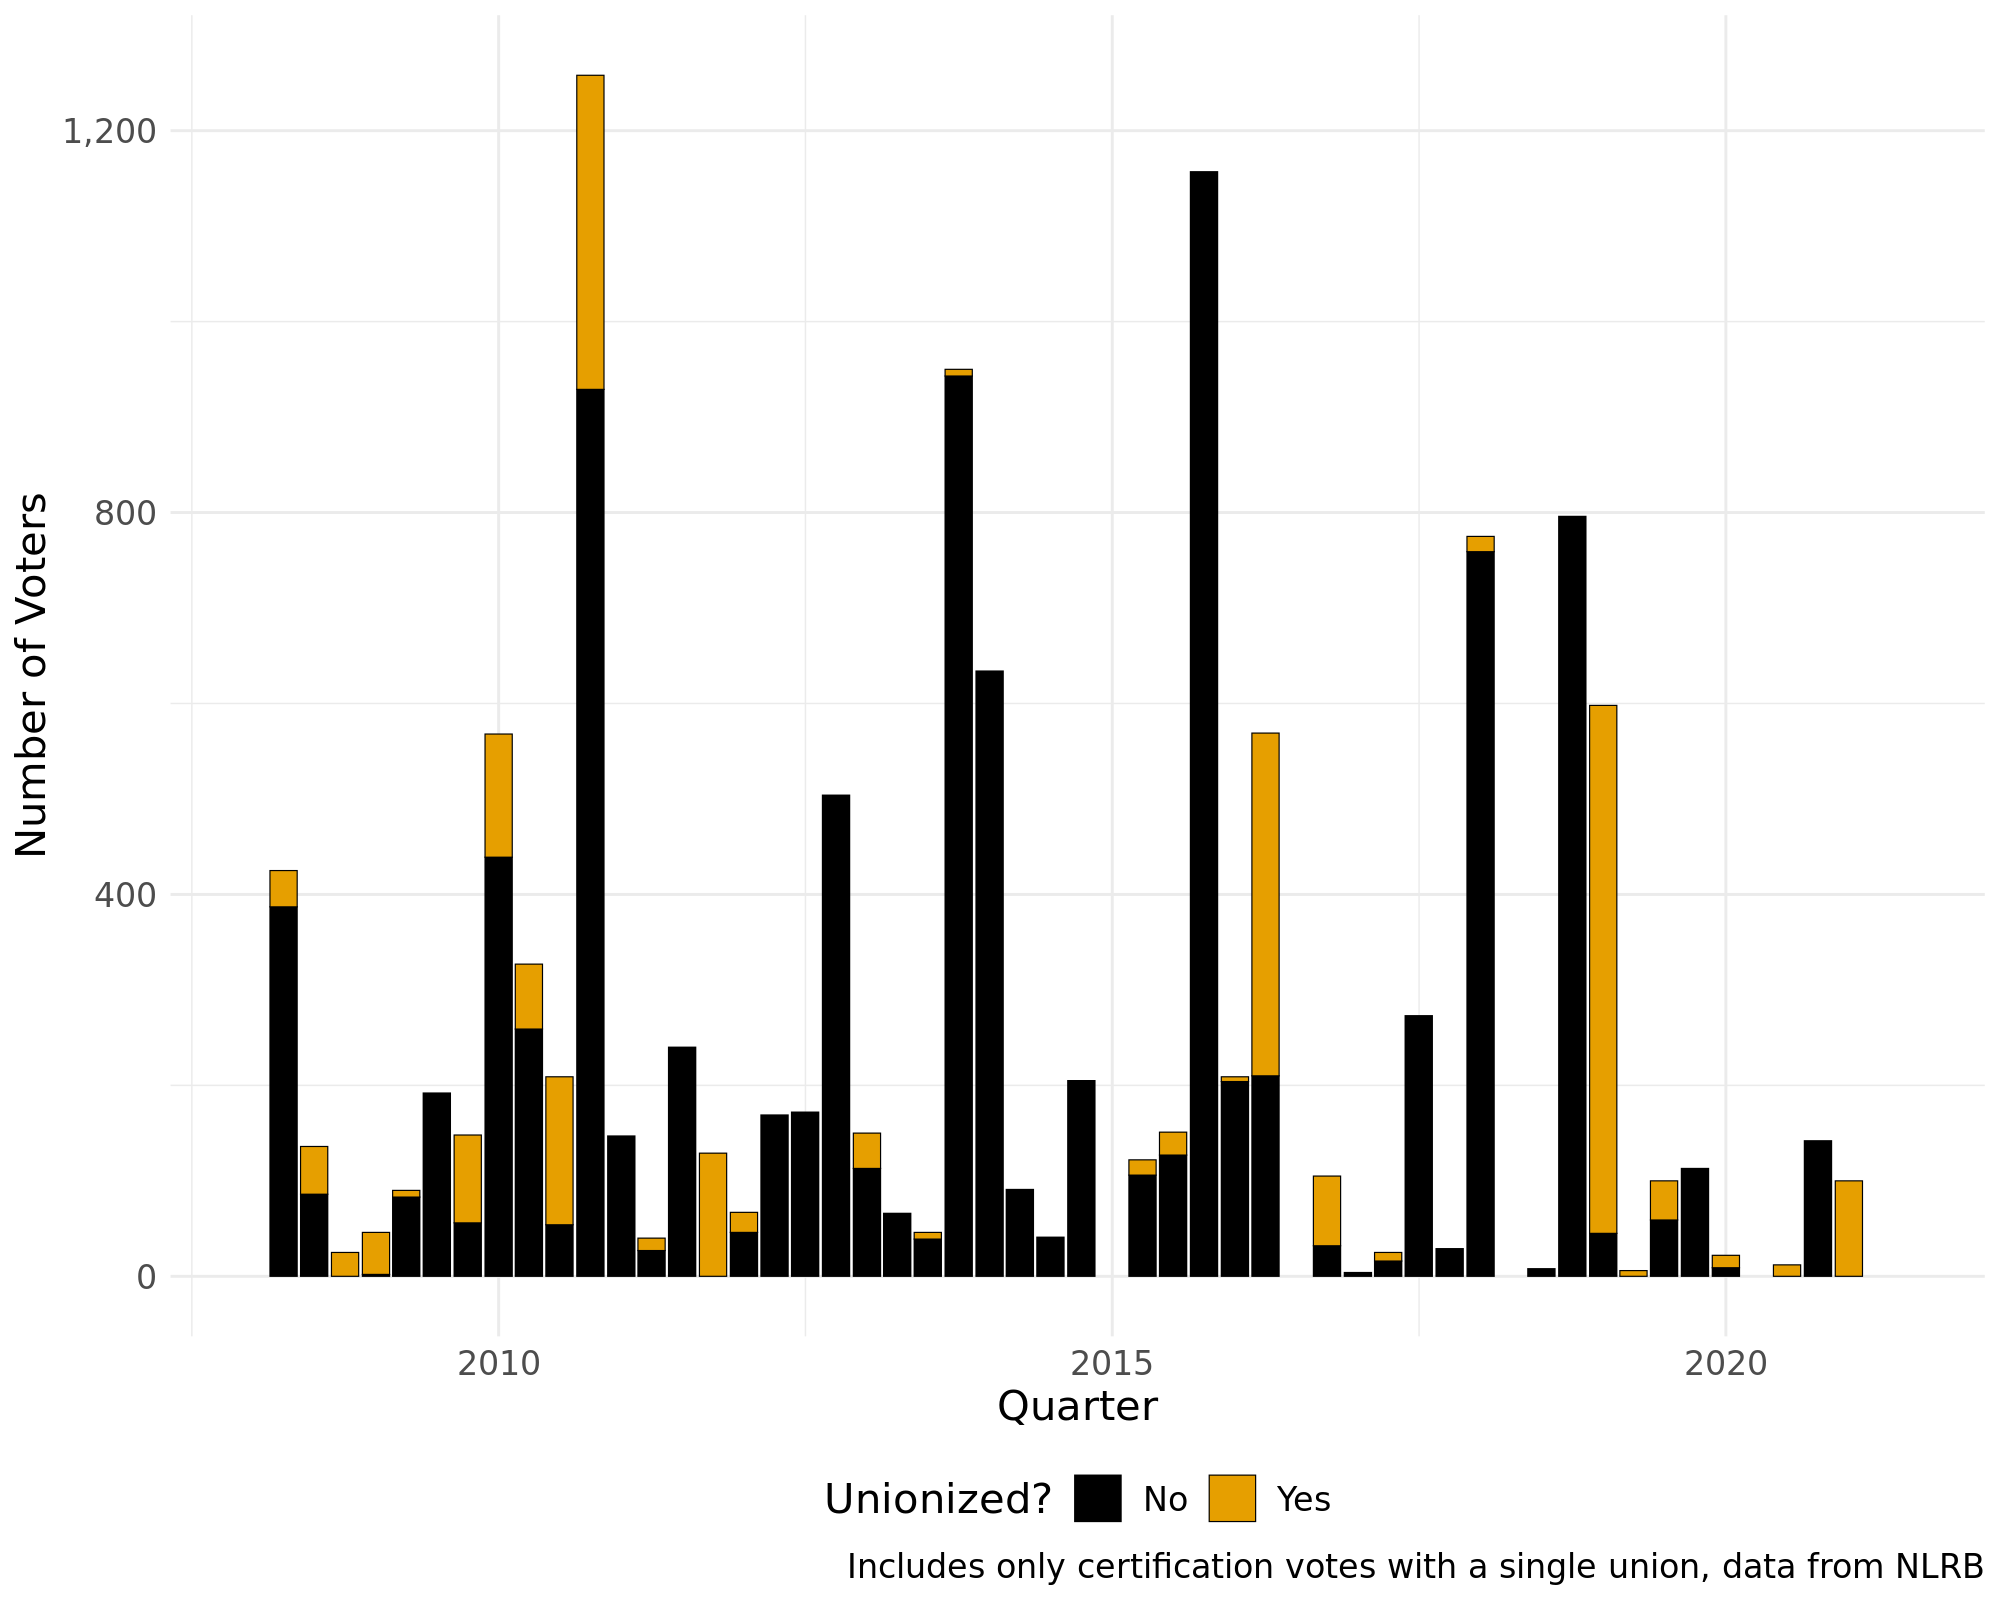 1,200
800
400
0
Number of Voters
2010 2015 2020
Quarter
Unionized? No Yes
Includes only certification votes with a single union, data from NLRB